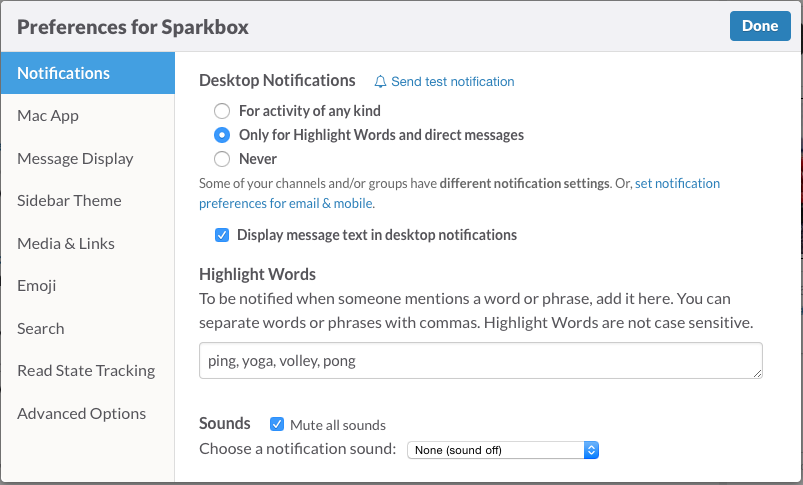 Preferences for Sparkbox
Done
Notifications
Mac App
Message Display
Sidebar Theme
Media & Links
Emoji
Search
Read State Tracking
Advanced Options
Desktop Notifications
Send test notification
For activity of any kind
Only for Highlight Words and direct messages
Never
Some of your channels and/or groups have different notification settings. Or, set notification
preferences for email & mobile.
Display message text in desktop notifications
Highlight Words
To be notified when someone mentions a word or phrase, add it here. You can
separate words or phrases with commas. Highlight Words are not case sensitive.
ping, yoga, volley, pong
Sounds
Mute all sounds
Choose a notification sound:
None (sound off)